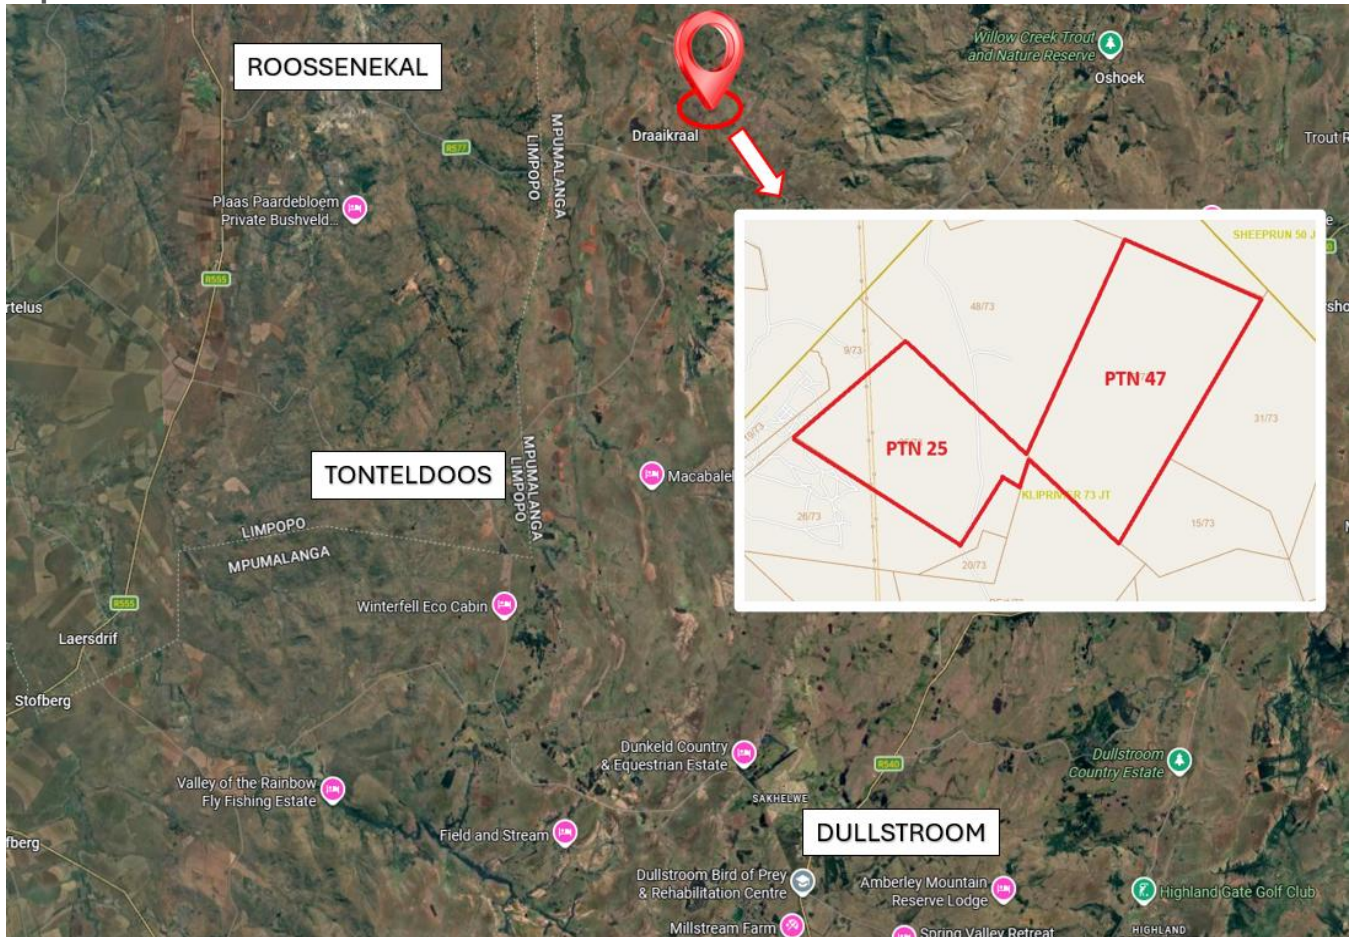 ROOSSENEKAL
Willow Creek Trout
and Nature Reserve
Oshoek
Draaikraal
MPUMALANGA
LIMPOPO
R577
Trout R
Plaas Paardebloem
Private Bushveld...
R555
rtelus
SHEEPRUN 50 J
48/73
9/73
PTN 47
31/73
19/73
PTN 25
KLIPRIVIER 73 JT
26/73
15/73
20/73
TONTELDOOS
MPUMALANGA
LIMPOPO
Macabalel
LIMPOPO
MPUMALANGA
Winterfell Eco Cabin
R555
Laersdrif
Stofberg
Dunkeld Country
& Equestrian Estate
R540
Dullstroom
Country Estate
Valley of the Rainbow
Fly Fishing Estate
SAKHELWE
fberg
Field and Stream
DULLSTROOM
Dullstroom Bird of Prey
& Rehabilitation Centre
Amberley Mountain
Reserve Lodge
Highland Gate Golf Club
Millstream Farm
Spring Valley Retreat
HIGHLAND